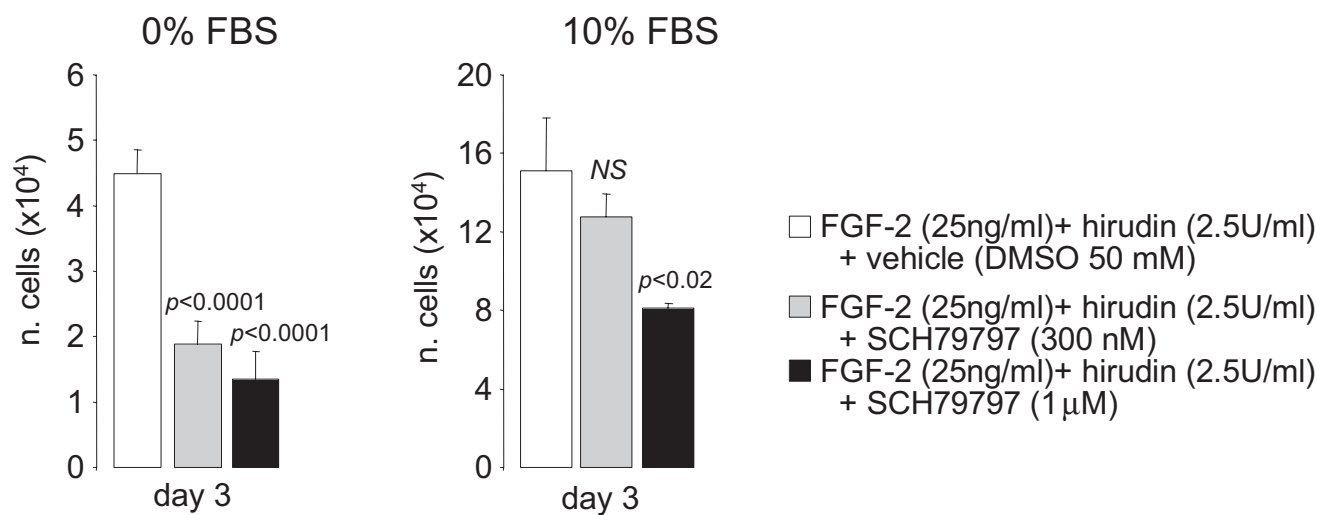 0% FBS
6
5
4
3
2
1
0
n. cells (x10⁴)
p<0.0001
p<0.0001
day 3
10% FBS
20
16
12
8
4
0
n. cells (x10⁴)
NS
p<0.02
day 3
FGF-2 (25ng/ml)+ hirudin (2.5U/ml)
+ vehicle (DMSO 50 mM)
FGF-2 (25ng/ml)+ hirudin (2.5U/ml)
+ SCH79797 (300 nM)
FGF-2 (25ng/ml)+ hirudin (2.5U/ml)
+ SCH79797 (1μM)